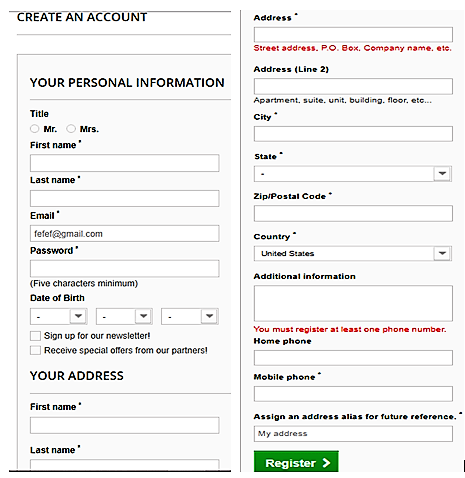 CREATE AN ACCOUNT
YOUR PERSONAL INFORMATION
Title
Mr. Mrs.
First name *
Last name *
Email *
fefef@gmail.com
Password *
(Five characters minimum)
Date of Birth
- - -
Sign up for our newsletter!
Receive special offers from our partners!
YOUR ADDRESS
First name *
Last name *
Address *
Street address, P.O. Box, Company name, etc.
Address (Line 2)
Apartment, suite, unit, building, floor, etc...
City *
State *
-
Zip/Postal Code *
Country *
United States
Additional information
You must register at least one phone number.
Home phone
Mobile phone *
Assign an address alias for future reference. *
My address
Register >